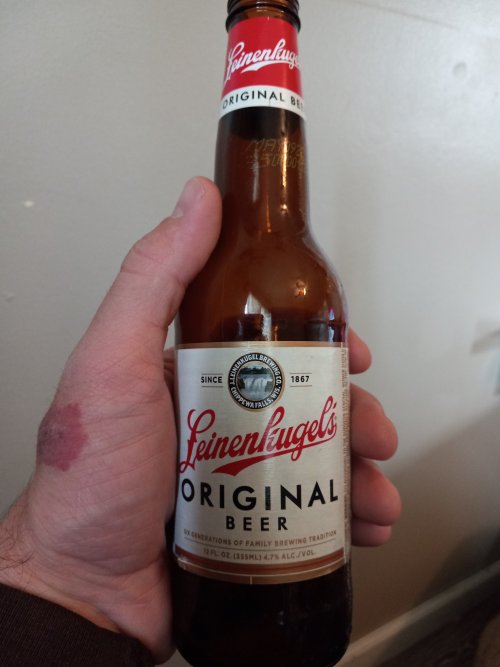 Leinenkugel
ORIGINAL BE
SINCE
J. LEINENKUGEL BREWING CO.
CHIPPEWA FALLS, WIS.
1867
Leinenkugel's
ORIGINAL
BEER
SIX GENERATIONS OF FAMILY BREWING TRADITION
12 FL. OZ. (355ML) 4.7% ALC./VOL.